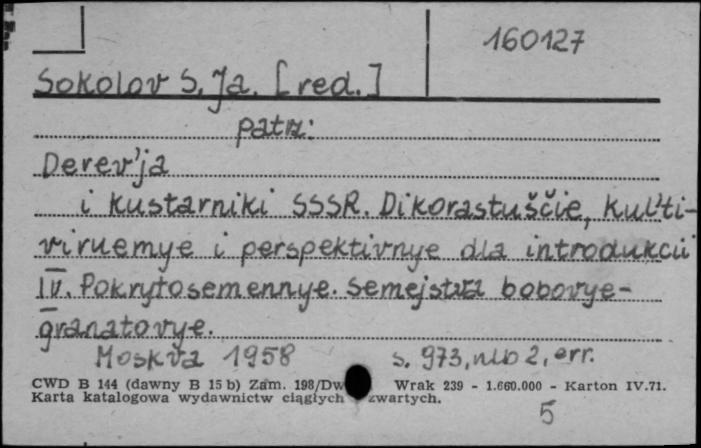 160127
Sokolov S. Ja. [red.]
patrz:
Derev'ja
i kustarniki SSSR. Dikorastuščie, kul'ti-
viruemye i perspektivnye dla introdukcii
IV. Pokrytosemennye. Semejstva bobovye-
granatovye.
Moskva 1958 s. 973, nlb 2, err.
CWD B 144 (dawny B 15 b) Zam. 198/Dw Wrak 239 - 1.660.000 - Karton IV.71.
Karta katalogowa wydawnictw ciągłych zwartych.
5